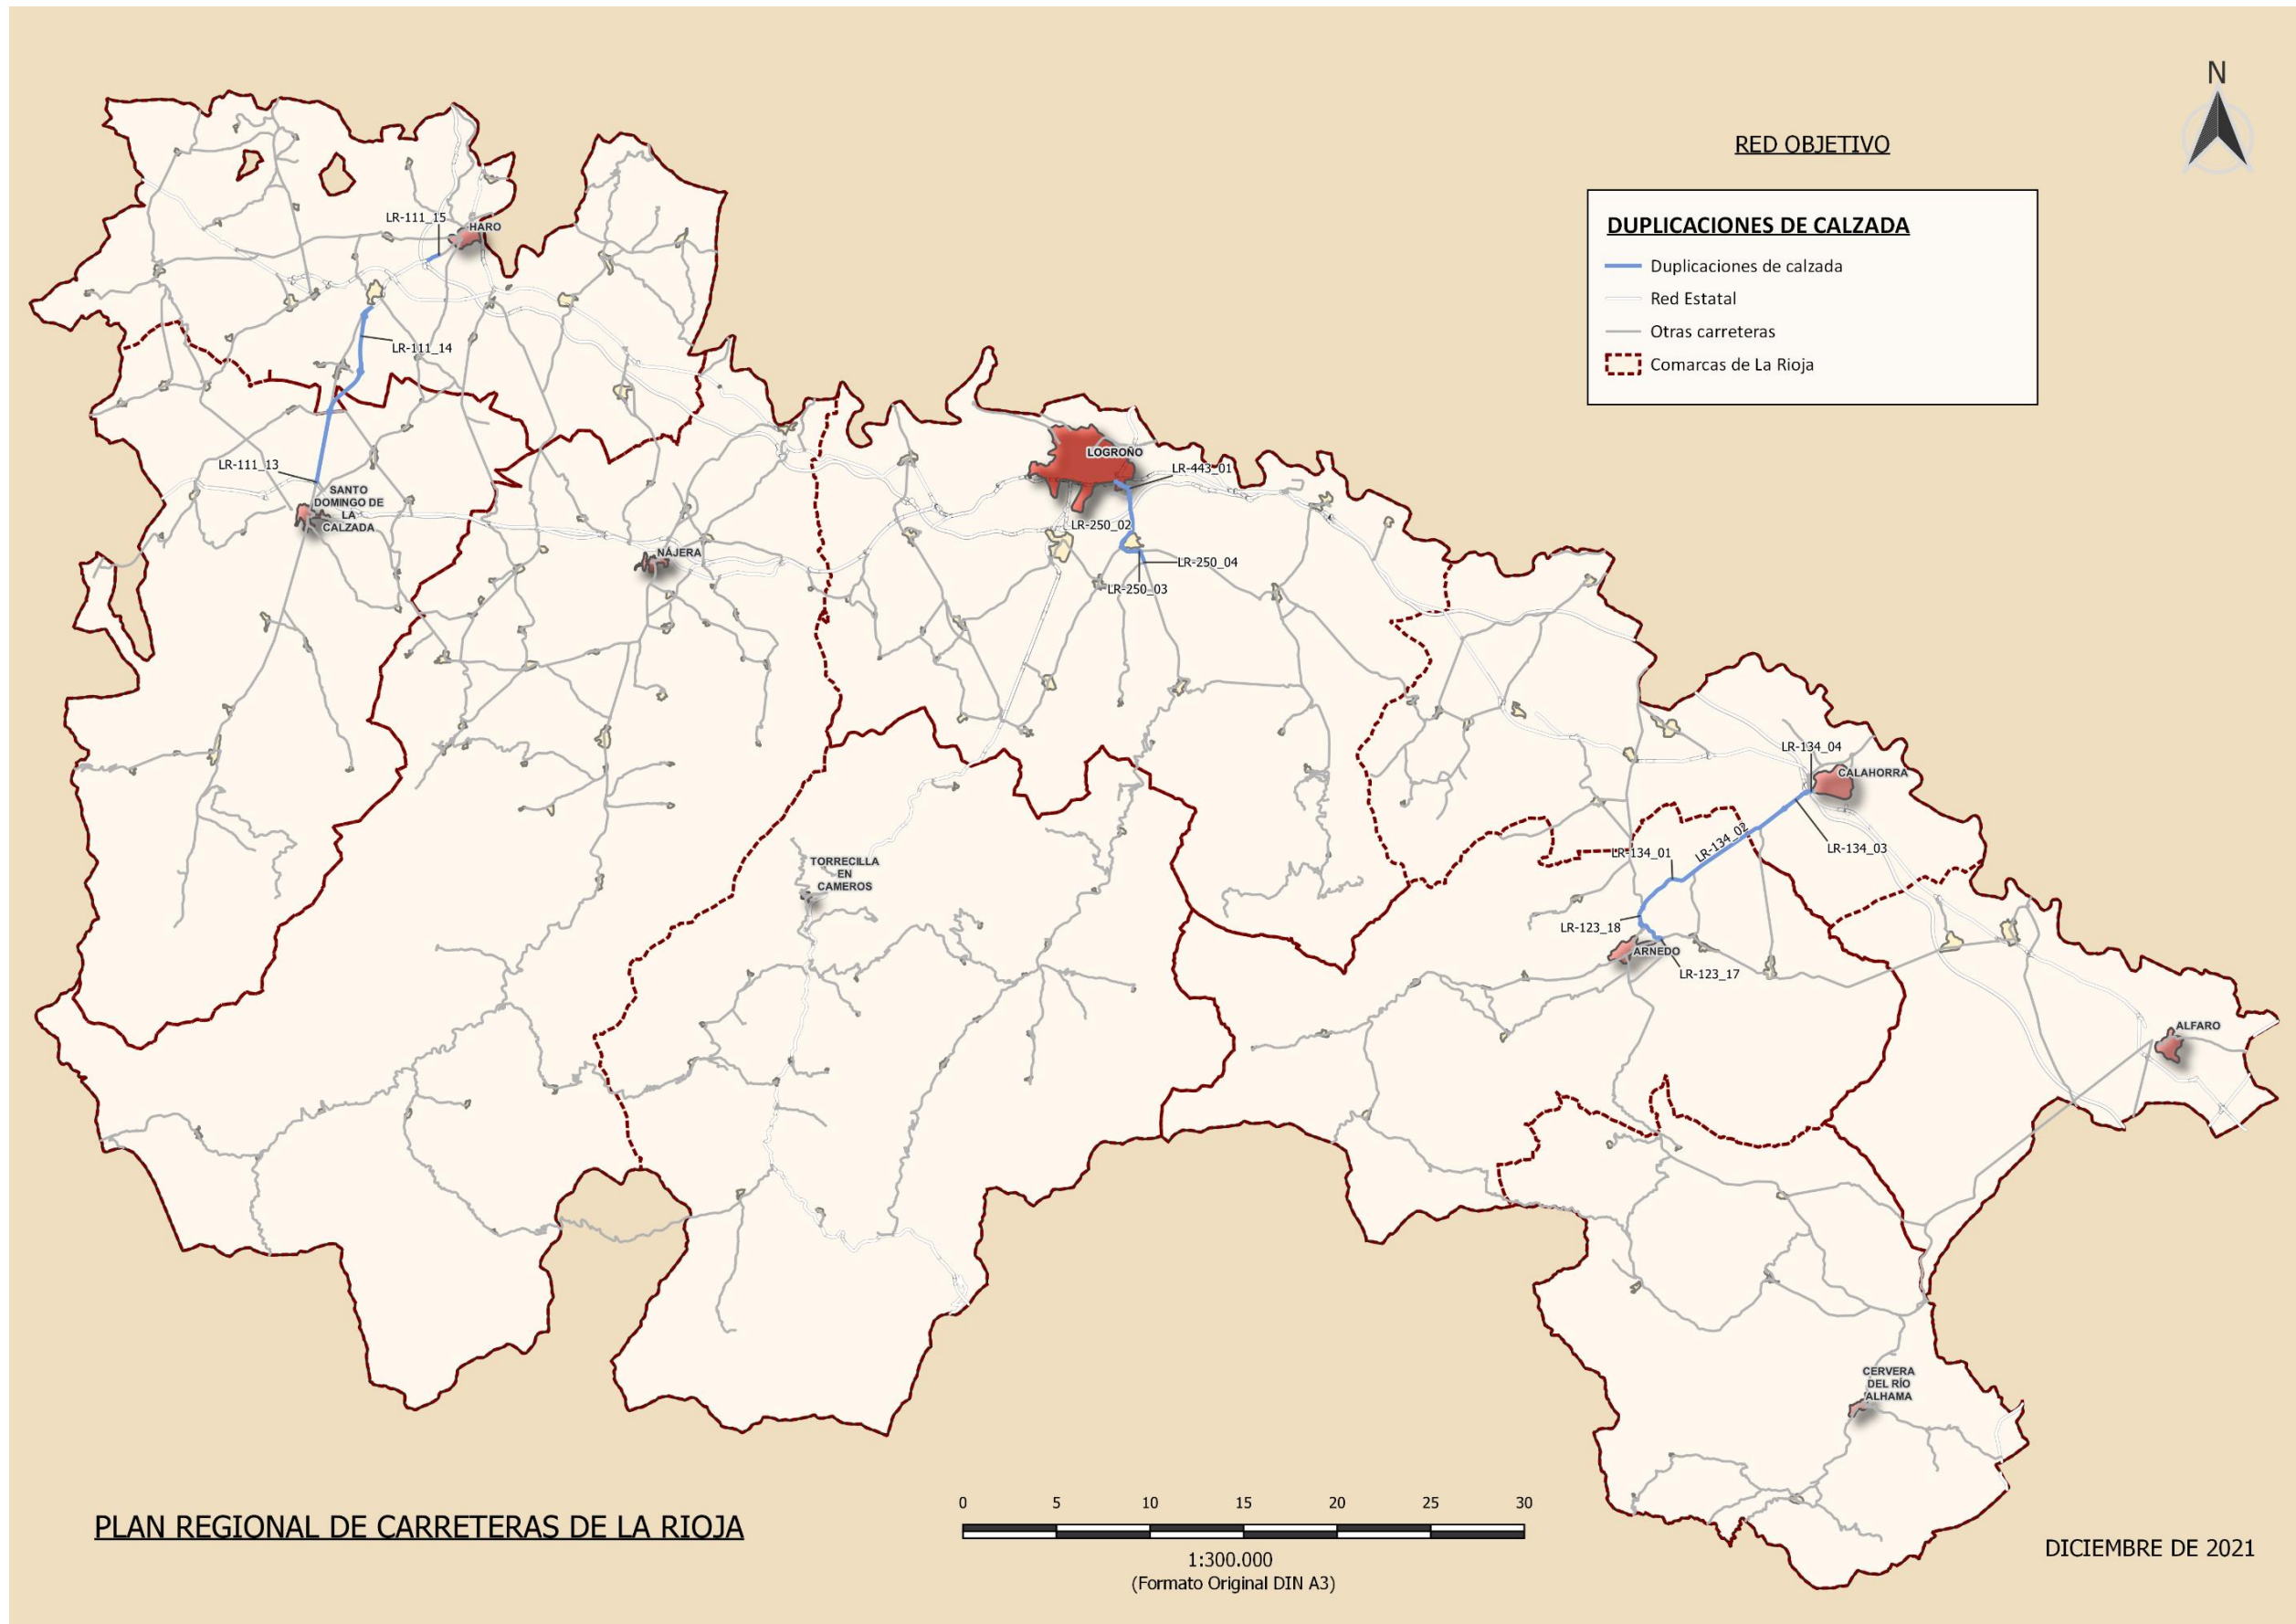 N
RED OBJETIVO
DUPLICACIONES DE CALZADA
Duplicaciones de calzada
Red Estatal
Otras carreteras
Comarcas de La Rioja
LR-111_15
HARO
LR-111_14
LR-111_13
SANTO
DOMINGO DE
LA
CALZADA
NÁJERA
LOGROÑO
LR-443_01
LR-250_02
LR-250_04
LR-250_03
LR-134_04
CALAHORRA
LR-134_02
LR-134_01
LR-134_03
TORRECILLA
EN
CAMEROS
LR-123_18
ARNEDO
LR-123_17
ALFARO
CERVERA
DEL RÍO
ALHAMA
PLAN REGIONAL DE CARRETERAS DE LA RIOJA
0 5 10 15 20 25 30
1:300.000
(Formato Original DIN A3)
DICIEMBRE DE 2021